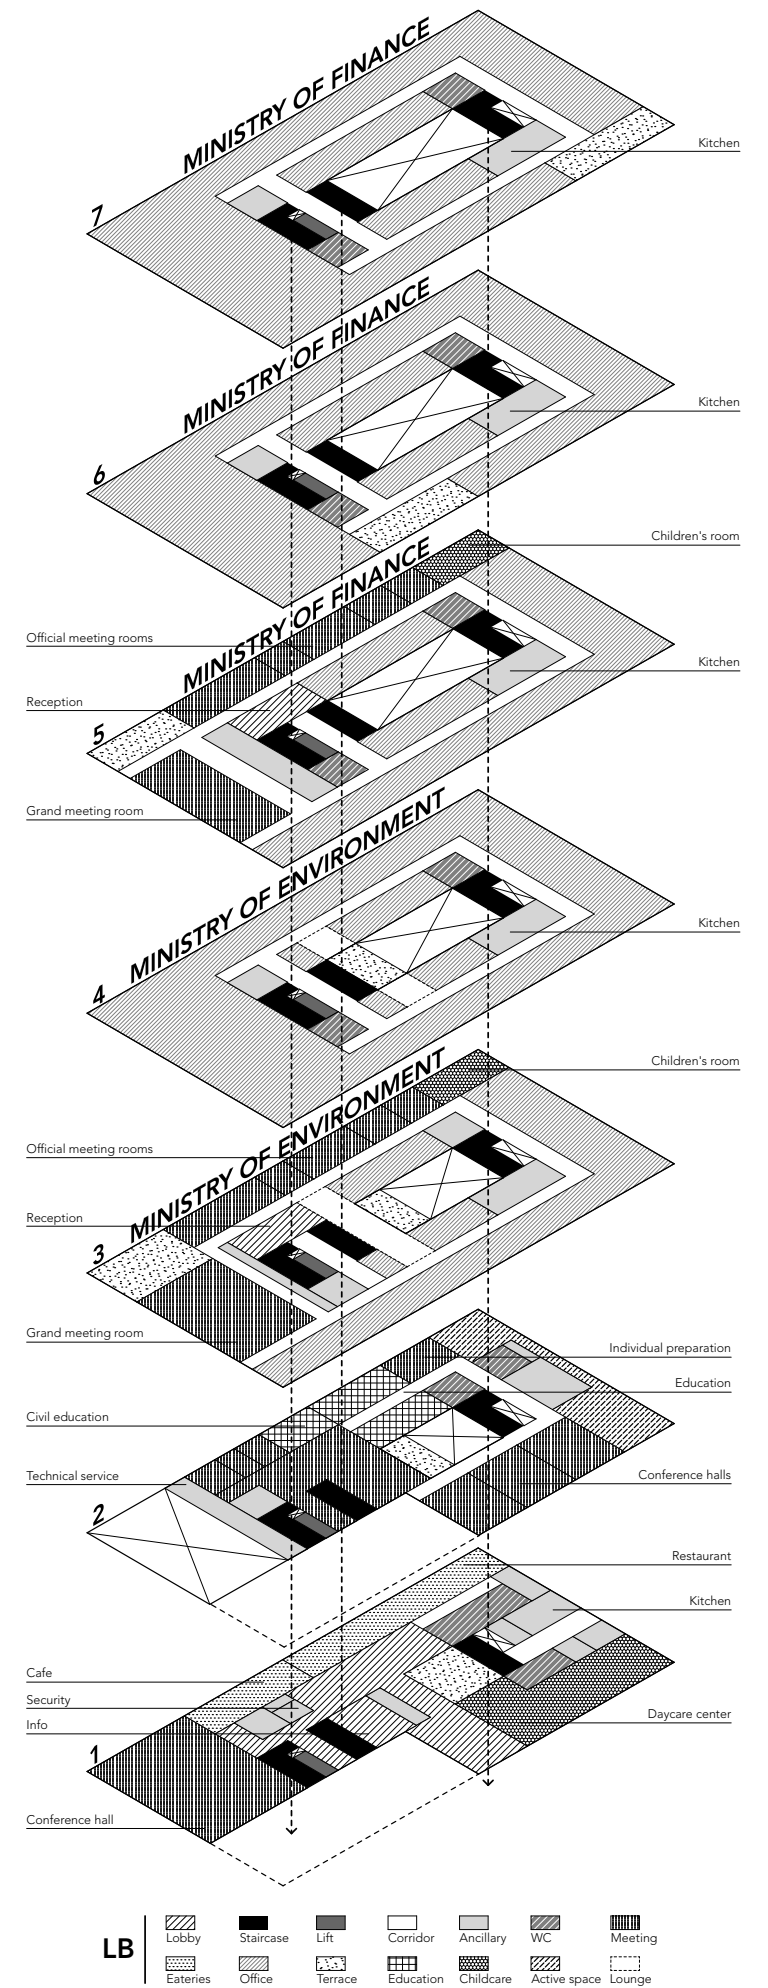 MINISTRY OF FINANCE
Kitchen
7
MINISTRY OF FINANCE
Kitchen
6
Children's room
MINISTRY OF FINANCE
Official meeting rooms
Kitchen
Reception
5
Grand meeting room
MINISTRY OF ENVIRONMENT
Kitchen
4
Children's room
MINISTRY OF ENVIRONMENT
Official meeting rooms
Reception
3
Grand meeting room
Individual preparation
Education
Civil education
Technical service
Conference halls
2
Restaurant
Kitchen
Cafe
Security
Daycare center
Info
1
Conference hall
LB
Lobby Staircase Lift Corridor Ancillary WC Meeting
Eateries Office Terrace Education Childcare Active space Lounge